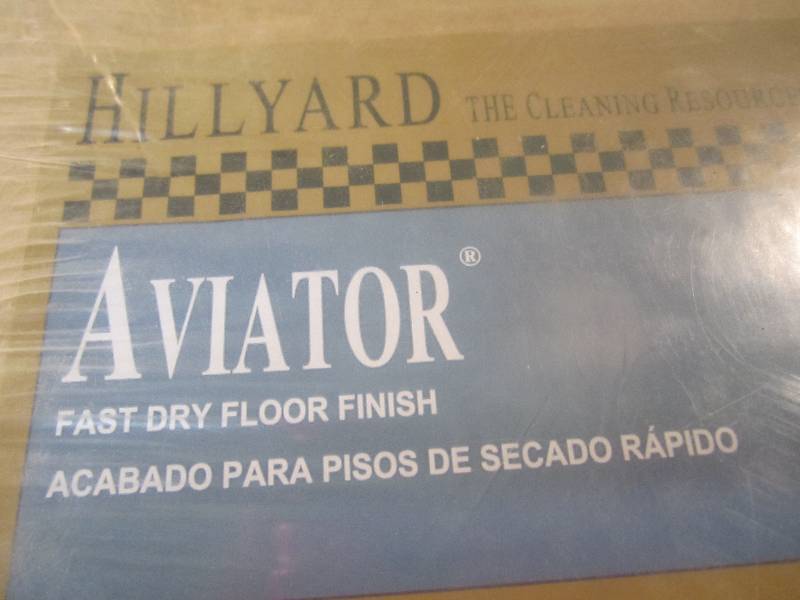 HILLYARD THE CLEANING RESOURCE
AVIATOR®
FAST DRY FLOOR FINISH
ACABADO PARA PISOS DE SECADO RÁPIDO